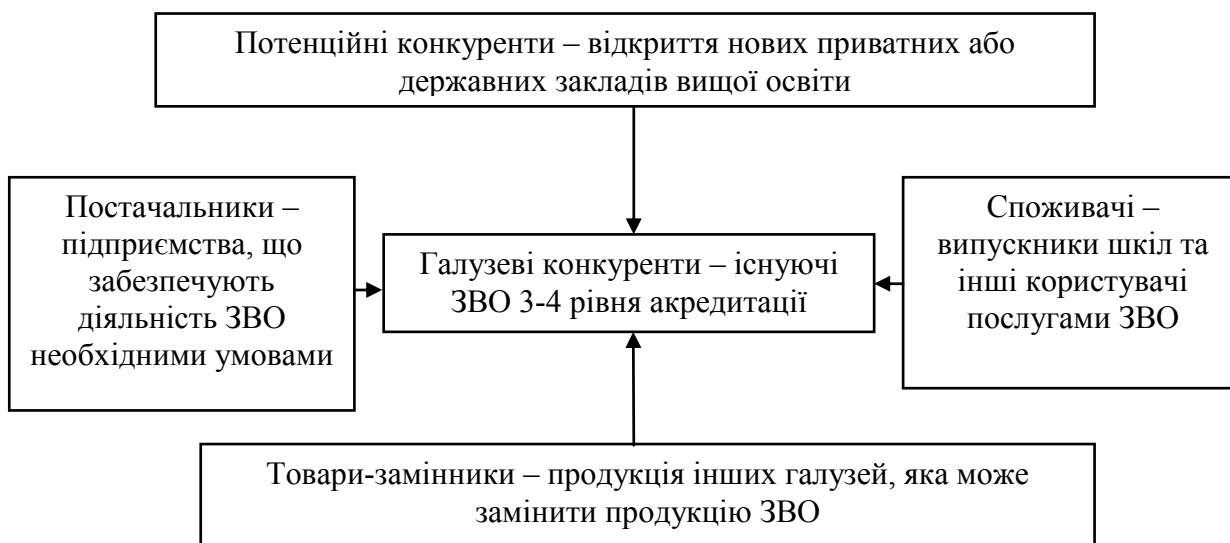 Потенційні конкуренти – відкриття нових приватних або
державних закладів вищої освіти
Постачальники –
підприємства, що
забезпечують
діяльність ЗВО
необхідними умовами
Галузеві конкуренти – існуючі
ЗВО 3-4 рівня акредитації
Споживачі –
випускники шкіл та
інші користувачі
послугами ЗВО
Товари-замінники – продукція інших галузей, яка може
замінити продукцію ЗВО